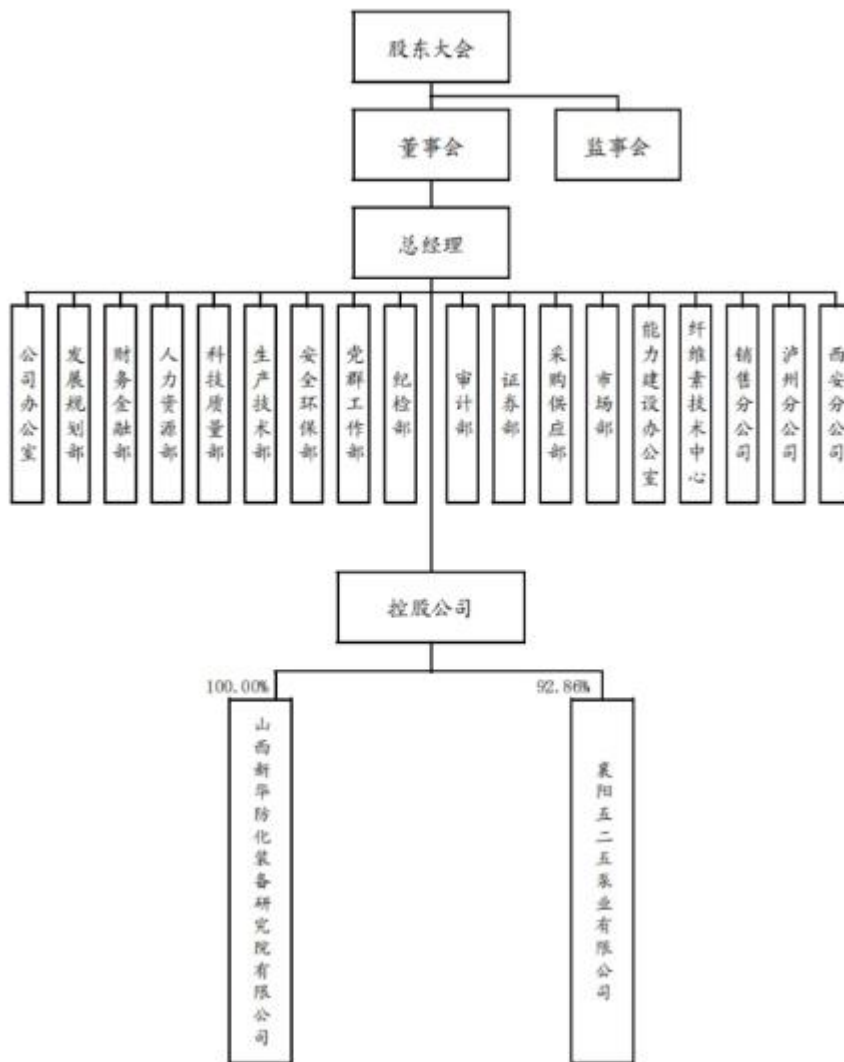 股东大会
董事会
监事会
总经理
公司办公室
发展规划部
财务金融部
人力资源部
科技质量部
生产技术部
安全环保部
党群工作部
纪检部
审计部
证券部
采购供应部
市场部
能力建设办公室
纤维素技术中心
销售分公司
泸州分公司
西安分公司
控股公司
100.00%
92.86%
山西新华防化装备研究院有限公司
襄阳五二五泵业有限公司